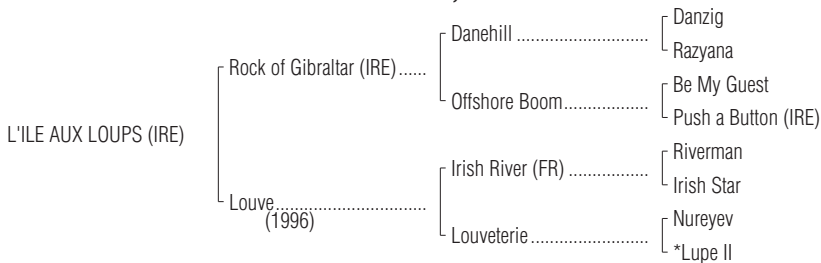 Danzig
Danehill
Razyana
Rock of Gibraltar (IRE)
Be My Guest
Offshore Boom
Push a Button (IRE)
L'ILE AUX LOUPS (IRE)
Riverman
Irish River (FR)
Irish Star
Louve
(1996)
Nureyev
Louveterie
*Lupe II